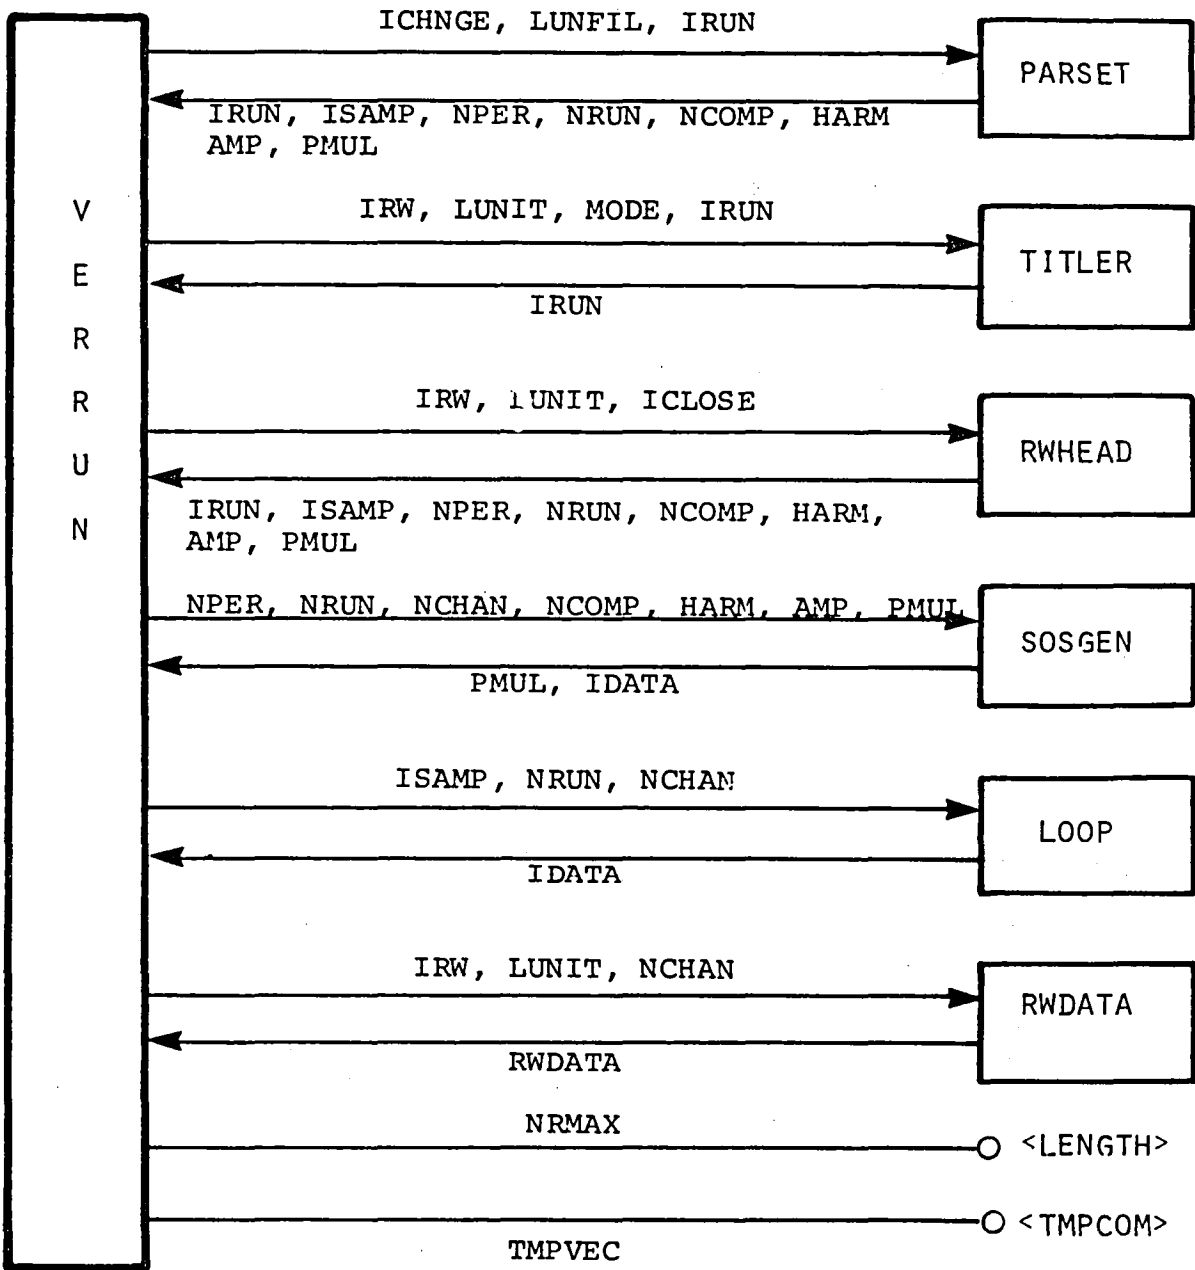 ICHNGE, LUNFIL, IRUN
PARSET
IRUN, ISAMP, NPER, NRUN, NCOMP, HARM
AMP, PMUL
VERRUN
IRW, LUNIT, MODE, IRUN
TITLER
IRUN
IRW, LUNIT, ICLOSE
RWHEAD
IRUN, ISAMP, NPER, NRUN, NCOMP, HARM,
AMP, PMUL
NPER, NRUN, NCHAN, NCOMP, HARM, AMP, PMUL
SOSGEN
PMUL, IDATA
ISAMP, NRUN, NCHAN
LOOP
IDATA
IRW, LUNIT, NCHAN
RWDATA
RWDATA
NRMAX
<LENGTH>
<TMPCOM>
TMPVEC